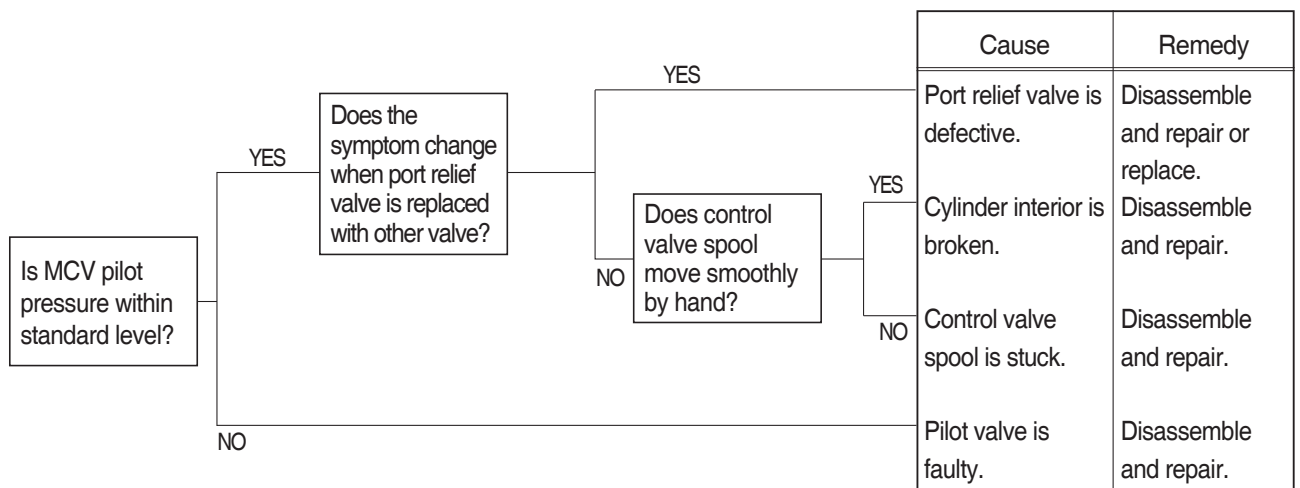 Is MCV pilot
pressure within
standard level?
YES
NO
Does the
symptom change
when port relief
valve is replaced
with other valve?
YES
NO
Does control
valve spool
move smoothly
by hand?
YES
NO
Cause
Remedy
Port relief valve is
defective.
Disassemble
and repair or
replace.
Cylinder interior is
broken.
Disassemble
and repair.
Control valve
spool is stuck.
Disassemble
and repair.
Pilot valve is
faulty.
Disassemble
and repair.